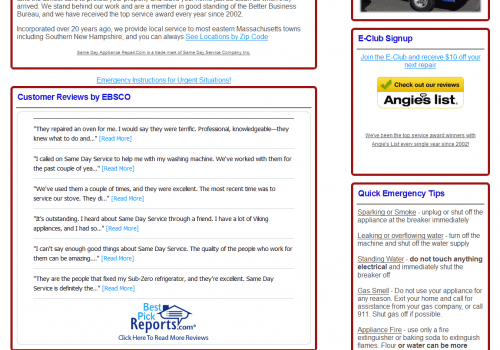 arrive. We stand behind our work and are a member in good standing of the Better Business
Bureau, and we have received the top service award every year since 2002.
Incorporated over 20 years ago, we provide local service to most eastern Massachusetts towns
including Southern New Hampshire, and you can always See Locations by Zip Code
Same Day Appliance Repair.Com is a trade mark of Same Day Service Company Inc.
Emergency Instructions for Urgent Situations!
Customer Reviews by EBSCO
"They repaired an oven for me. I would say they were terrific. Professional, knowledgeable—they
knew what to do and..." [Read More]
"I called on Same Day Service to help me with my washing machine. We've worked with them for
the past couple of yea..." [Read More]
"We've used them a couple of times, and they were excellent. The most recent time was to
service our stove. They di..." [Read More]
"It's outstanding. I heard about Same Day Service through a friend. I have a lot of Viking
appliances, and I had so..." [Read More]
"I can't say enough good things about Same Day Service. The quality of the people who work for
them can be amazing...." [Read More]
"They are the people that fixed my Sub-Zero refrigerator, and they're excellent. Same Day
Service is definitely the..." [Read More]
Best
Pick
Reports.com
Click Here To Read More Reviews
E-Club Signup
Join the E-Club and receive $10 off your
next repair
Check out our reviews
Angie's list.
We've been the top service award winners with
Angie's List every single year since 2002!
Quick Emergency Tips
Sparking or Smoke - unplug or shut off the
appliance at the breaker immediately
Leaking or overflowing water - turn off the
machine and shut off the water supply
Standing Water - do not touch anything
electrical and immediately shut the breaker
off
Gas Smell - Do not use your appliance for
any reason. Exit your home and call for
assistance from your gas company, or call
911. Shut gas off if possible.
Appliance Fire - use only a fire
extinguisher or baking soda to extinguish
flames. Flour or water can be more